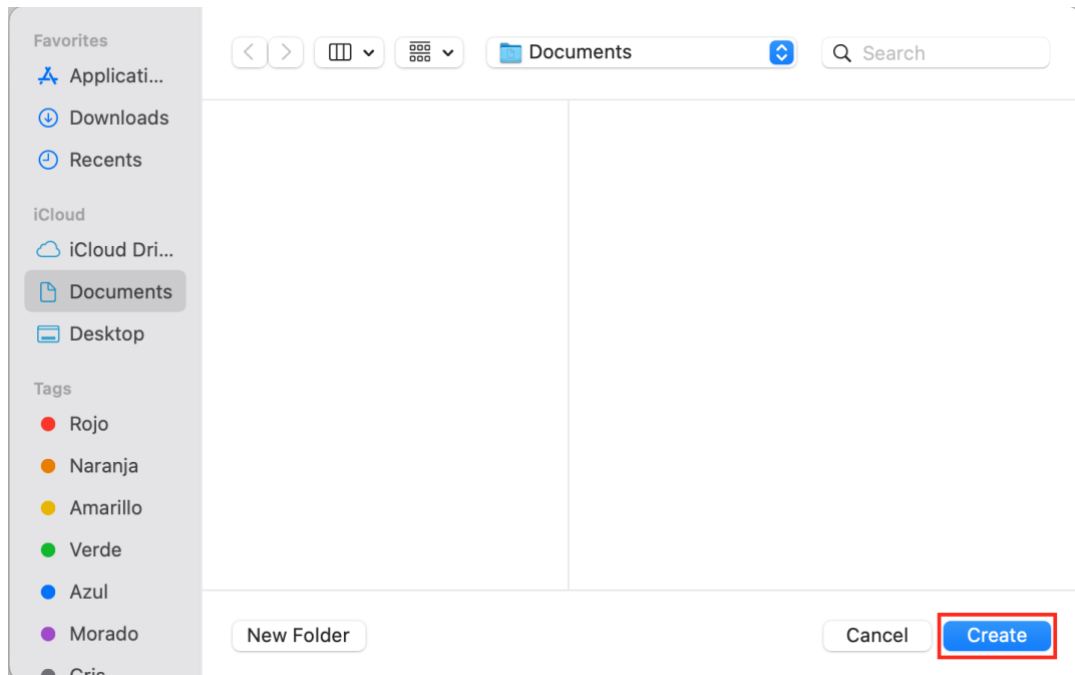 Favorites
Applicati...
Downloads
Recents
iCloud
iCloud Dri...
Documents
Desktop
Tags
Rojo
Naranja
Amarillo
Verde
Azul
Morado
Gris
Documents
Search
New Folder
Cancel
Create